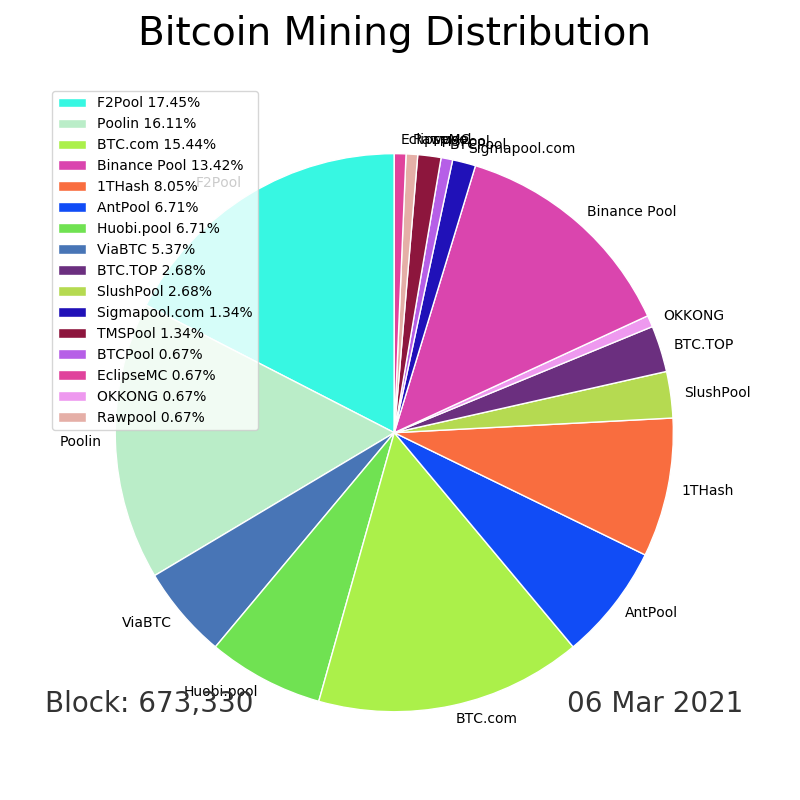 Bitcoin Mining Distribution
F2Pool 17.45%
Poolin 16.11%
BTC.com 15.44%
Binance Pool 13.42%
1THash 8.05%
AntPool 6.71%
Huobi.pool 6.71%
ViaBTC 5.37%
BTC.TOP 2.68%
SlushPool 2.68%
Sigmapool.com 1.34%
TMSPool 1.34%
BTCPool 0.67%
EclipseMC 0.67%
OKKONG 0.67%
Rawpool 0.67%
EclipseMC
Rawpool
TMSPool
BTCPool
Sigmapool.com
F2Pool
Binance Pool
OKKONG
BTC.TOP
SlushPool
Poolin
1THash
AntPool
ViaBTC
Huobi.pool
BTC.com
Block: 673,330
06 Mar 2021